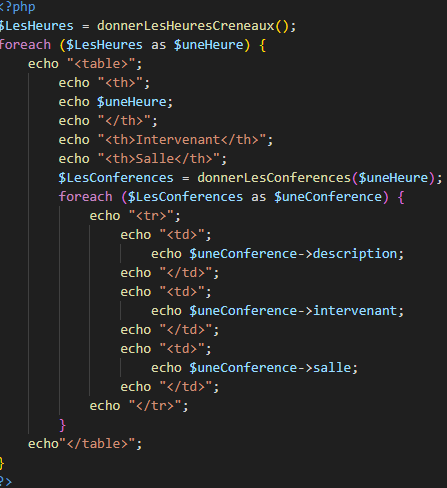 <?php
$LesHeures = donnerLesHeuresCreneaux();
foreach ($LesHeures as $uneHeure) {
    echo "<table>";
        echo "<th>";
        echo $uneHeure;
        echo "</th>";
        echo "<th>Intervenant</th>";
        echo "<th>Salle</th>";
        $LesConferences = donnerLesConferences($uneHeure);
        foreach ($LesConferences as $uneConference) {
            echo "<tr>";
                echo "<td>";
                    echo $uneConference->description;
                echo "</td>";
                echo "<td>";
                    echo $uneConference->intervenant;
                echo "</td>";
                echo "<td>";
                    echo $uneConference->salle;
                echo "</td>";
            echo "</tr>";
        }
    echo"</table>";
}
?>